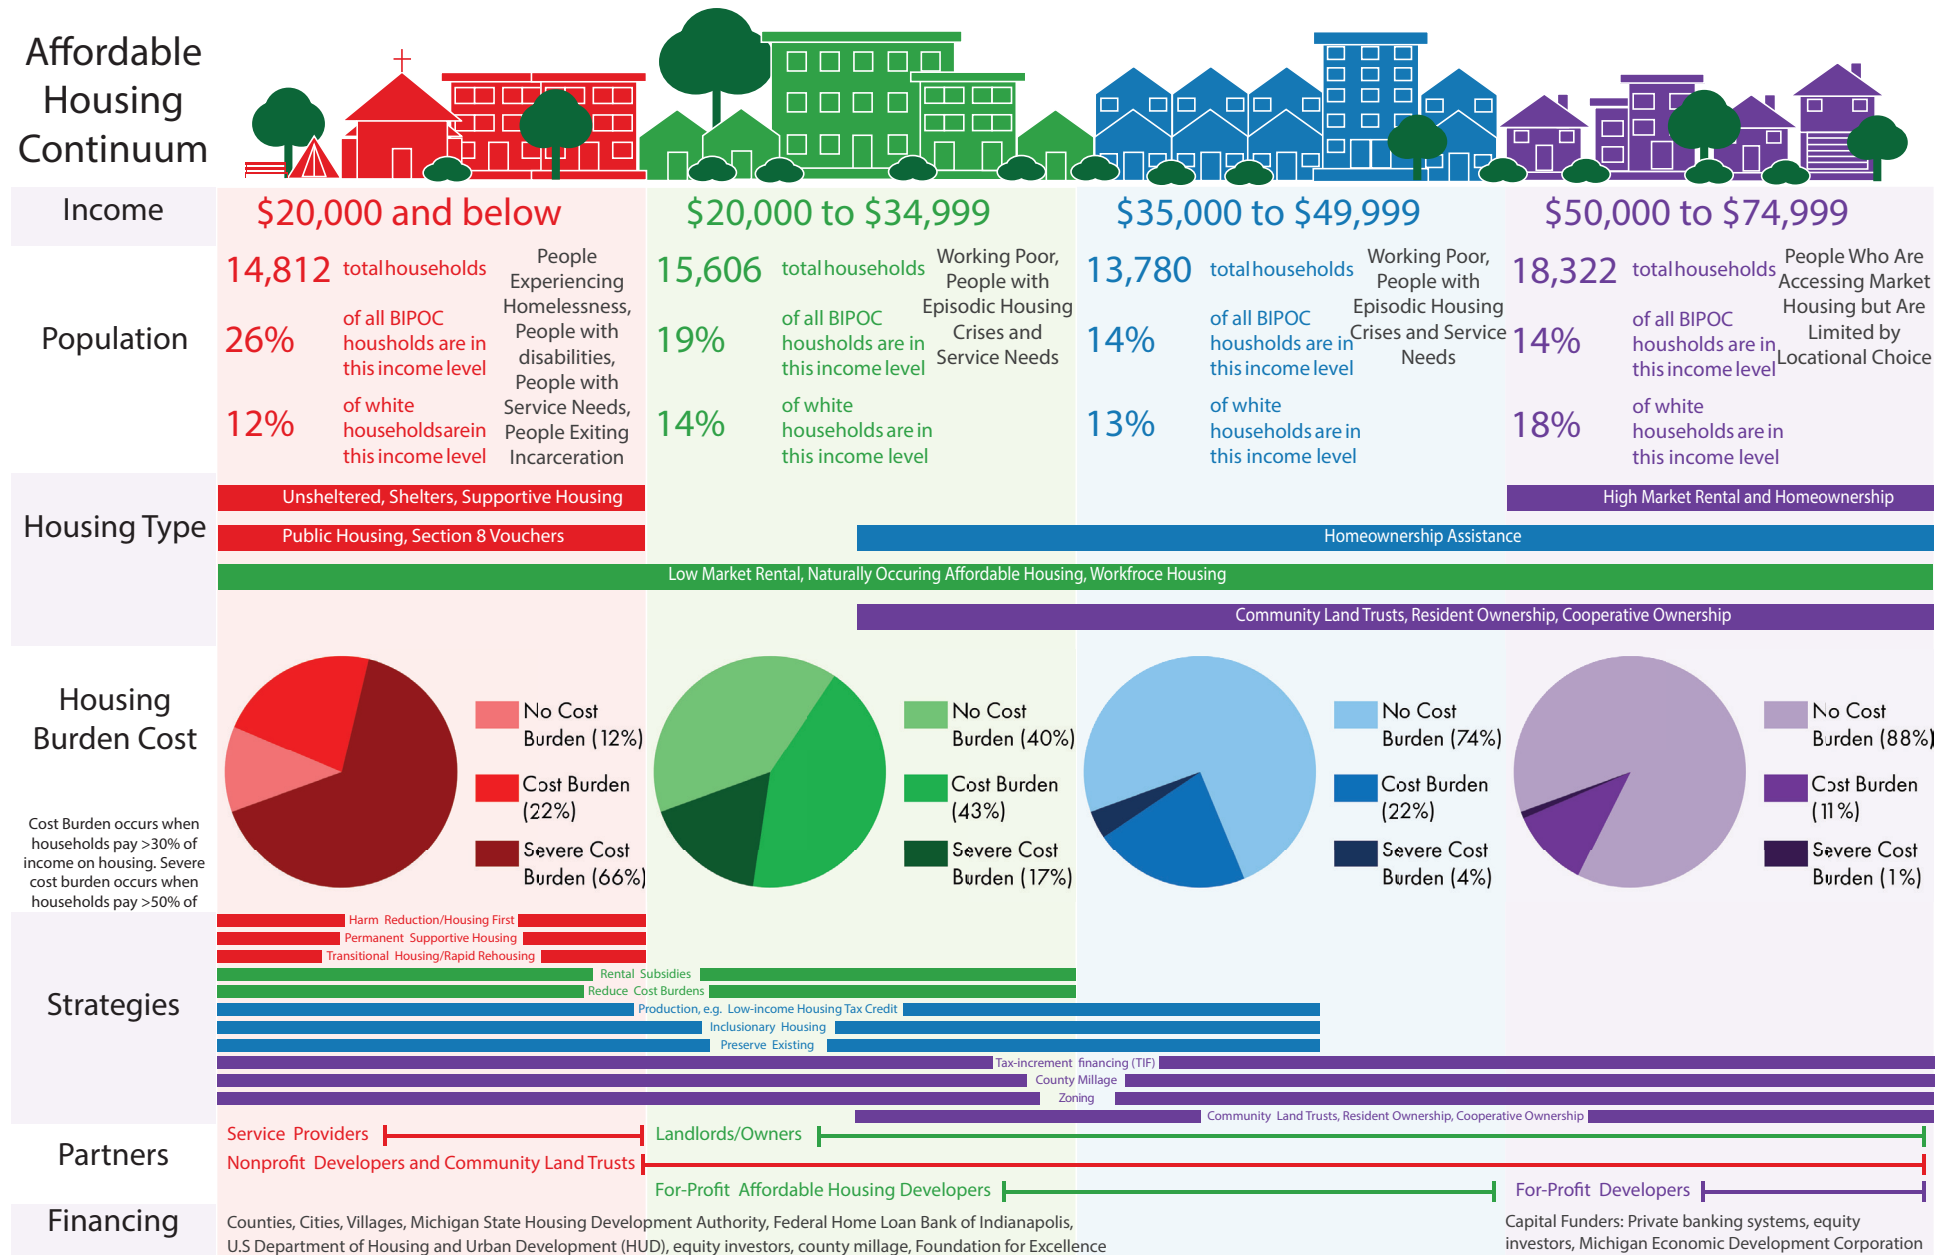 Affordable
Housing
Continuum
Income
$20,000 and below
$20,000 to $34,999
$35,000 to $49,999
$50,000 to $74,999
Population
14,812 total households
26% of all BIPOC
housholds are in
this income level
12% of white
households are in
this income level
People
Experiencing
Homelessness,
People with
disabilities,
People with
Service Needs,
People Exiting
Incarceration
15,606 total households
19% of all BIPOC
housholds are in
this income level
14% of white
households are in
this income level
Working Poor,
People with
Episodic Housing
Crises and
Service Needs
13,780 total households
14% of all BIPOC
housholds are in
this income level
13% of white
households are in
this income level
Working Poor,
People with
Episodic Housing
Crises and Service
Needs
18,322 total households
14% of all BIPOC
housholds are in
this income level
18% of white
households are in
this income level
People Who Are
Accessing Market
Housing but Are
Limited by
Locational Choice
Housing Type
Unsheltered, Shelters, Supportive Housing
High Market Rental and Homeownership
Public Housing, Section 8 Vouchers
Homeownership Assistance
Low Market Rental, Naturally Occuring Affordable Housing, Workfroce Housing
Community Land Trusts, Resident Ownership, Cooperative Ownership
Housing
Burden Cost
Cost Burden occurs when
households pay >30% of
income on housing. Severe
cost burden occurs when
households pay >50% of
No Cost
Burden (12%)
Cost Burden
(22%)
Severe Cost
Burden (66%)
No Cost
Burden (40%)
Cost Burden
(43%)
Severe Cost
Burden (17%)
No Cost
Burden (74%)
Cost Burden
(22%)
Severe Cost
Burden (4%)
No Cost
Burden (88%)
Cost Burden
(11%)
Severe Cost
Burden (1%)
Strategies
Harm Reduction/Housing First
Permanent Supportive Housing
Transitional Housing/Rapid Rehousing
Rental Subsidies
Reduce Cost Burdens
Production, e.g. Low-income Housing Tax Credit
Inclusionary Housing
Preserve Existing
Tax-increment financing (TIF)
County Millage
Zoning
Community Land Trusts, Resident Ownership, Cooperative Ownership
Partners
Service Providers
Landlords/Owners
Nonprofit Developers and Community Land Trusts
For-Profit Affordable Housing Developers
For-Profit Developers
Financing
Counties, Cities, Villages, Michigan State Housing Development Authority, Federal Home Loan Bank of Indianapolis,
U.S Department of Housing and Urban Development (HUD), equity investors, county millage, Foundation for Excellence
Capital Funders: Private banking systems, equity
investors, Michigan Economic Development Corporation